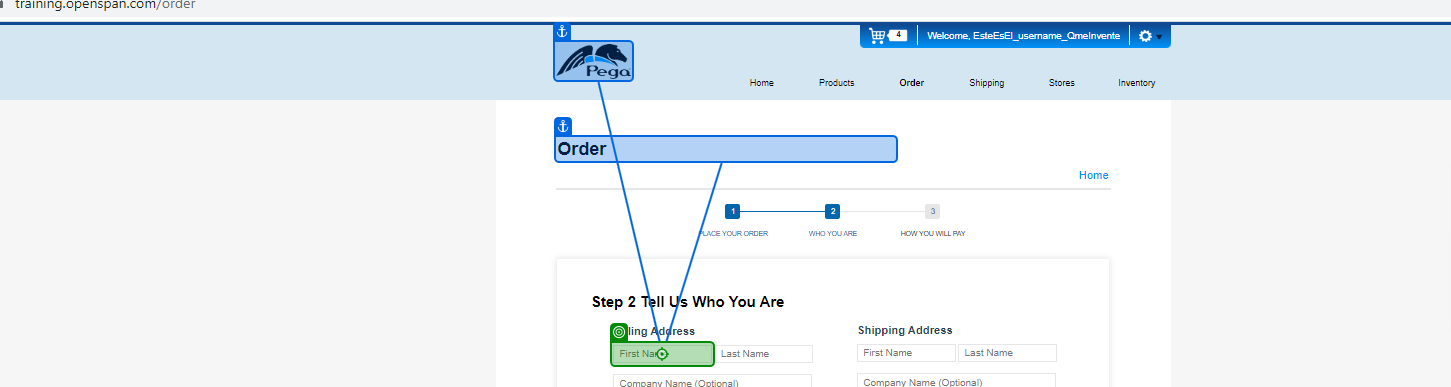 training.openspan.com/order
4 Welcome, EsteEsEl_username_QmeInvente
Pega
Home Products Order Shipping Stores Inventory
Order
Home
1 2 3
PLACE YOUR ORDER WHO YOU ARE HOW YOU WILL PAY
Step 2 Tell Us Who You Are
ling Address Shipping Address
First Na Last Name First Name Last Name
Company Name (Optional) Company Name (Optional)